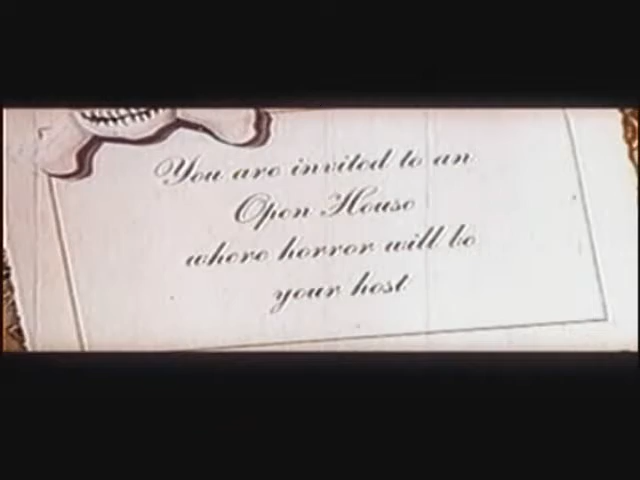 You are invited to an
Open House
where horror will be
your host